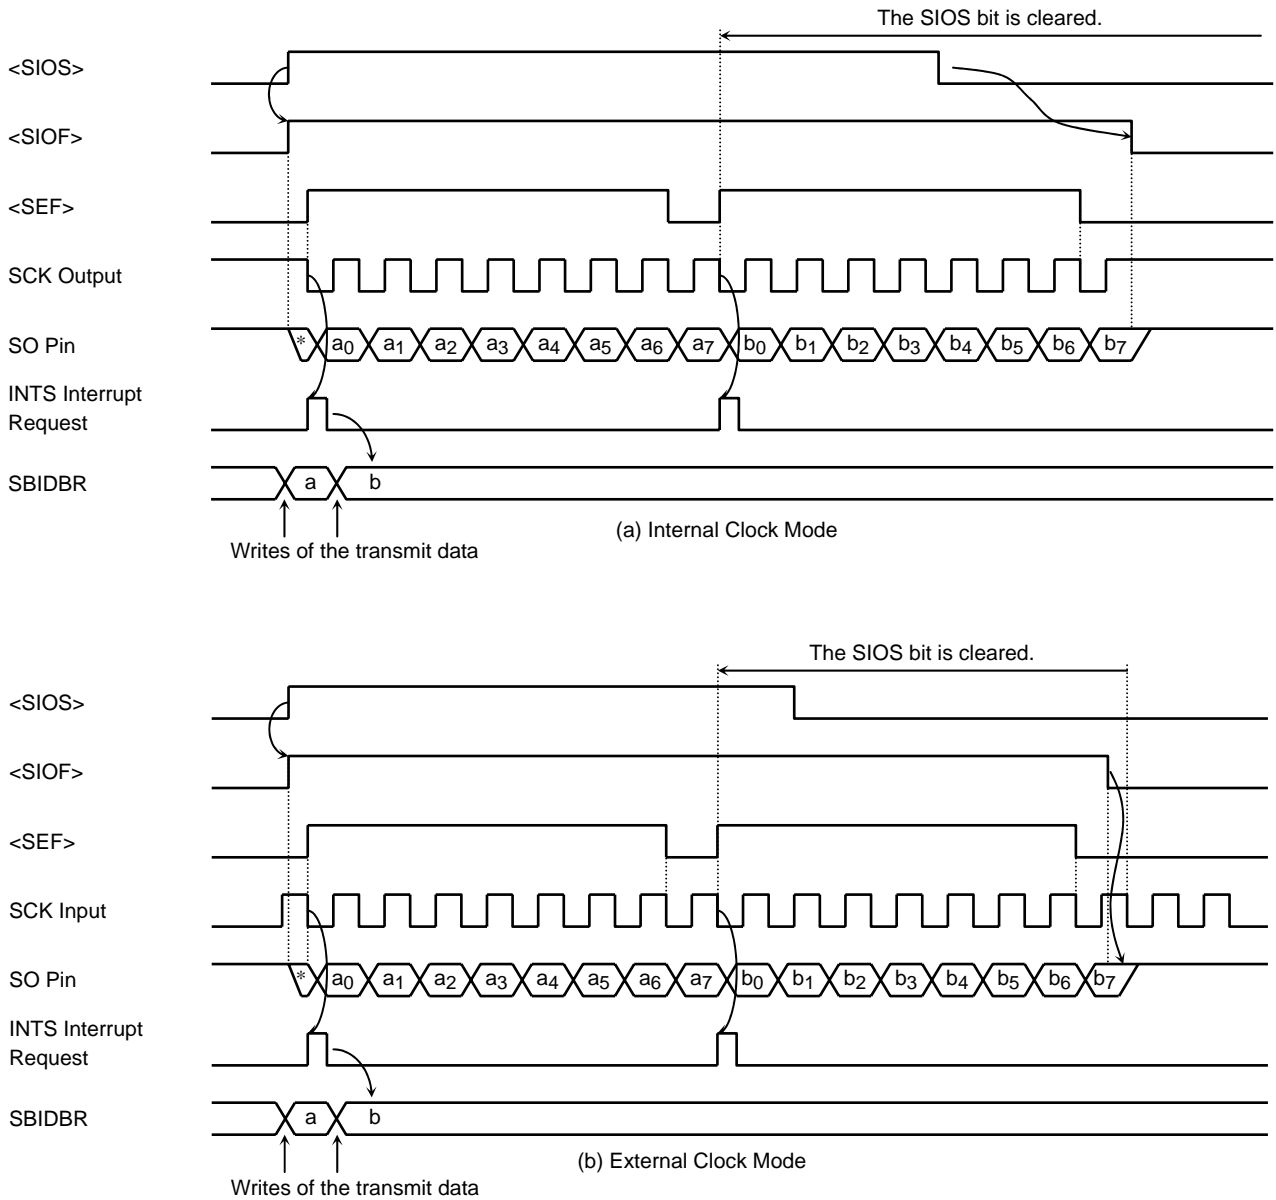 The SIOS bit is cleared.
<SIOS>
<SIOF>
<SEF>
SCK Output
SO Pin
* a0 a1 a2 a3 a4 a5 a6 a7 b0 b1 b2 b3 b4 b5 b6 b7
INTS Interrupt
Request
SBIDBR
a b
(a) Internal Clock Mode
Writes of the transmit data
The SIOS bit is cleared.
<SIOS>
<SIOF>
<SEF>
SCK Input
SO Pin
* a0 a1 a2 a3 a4 a5 a6 a7 b0 b1 b2 b3 b4 b5 b6 b7
INTS Interrupt
Request
SBIDBR
a b
(b) External Clock Mode
Writes of the transmit data